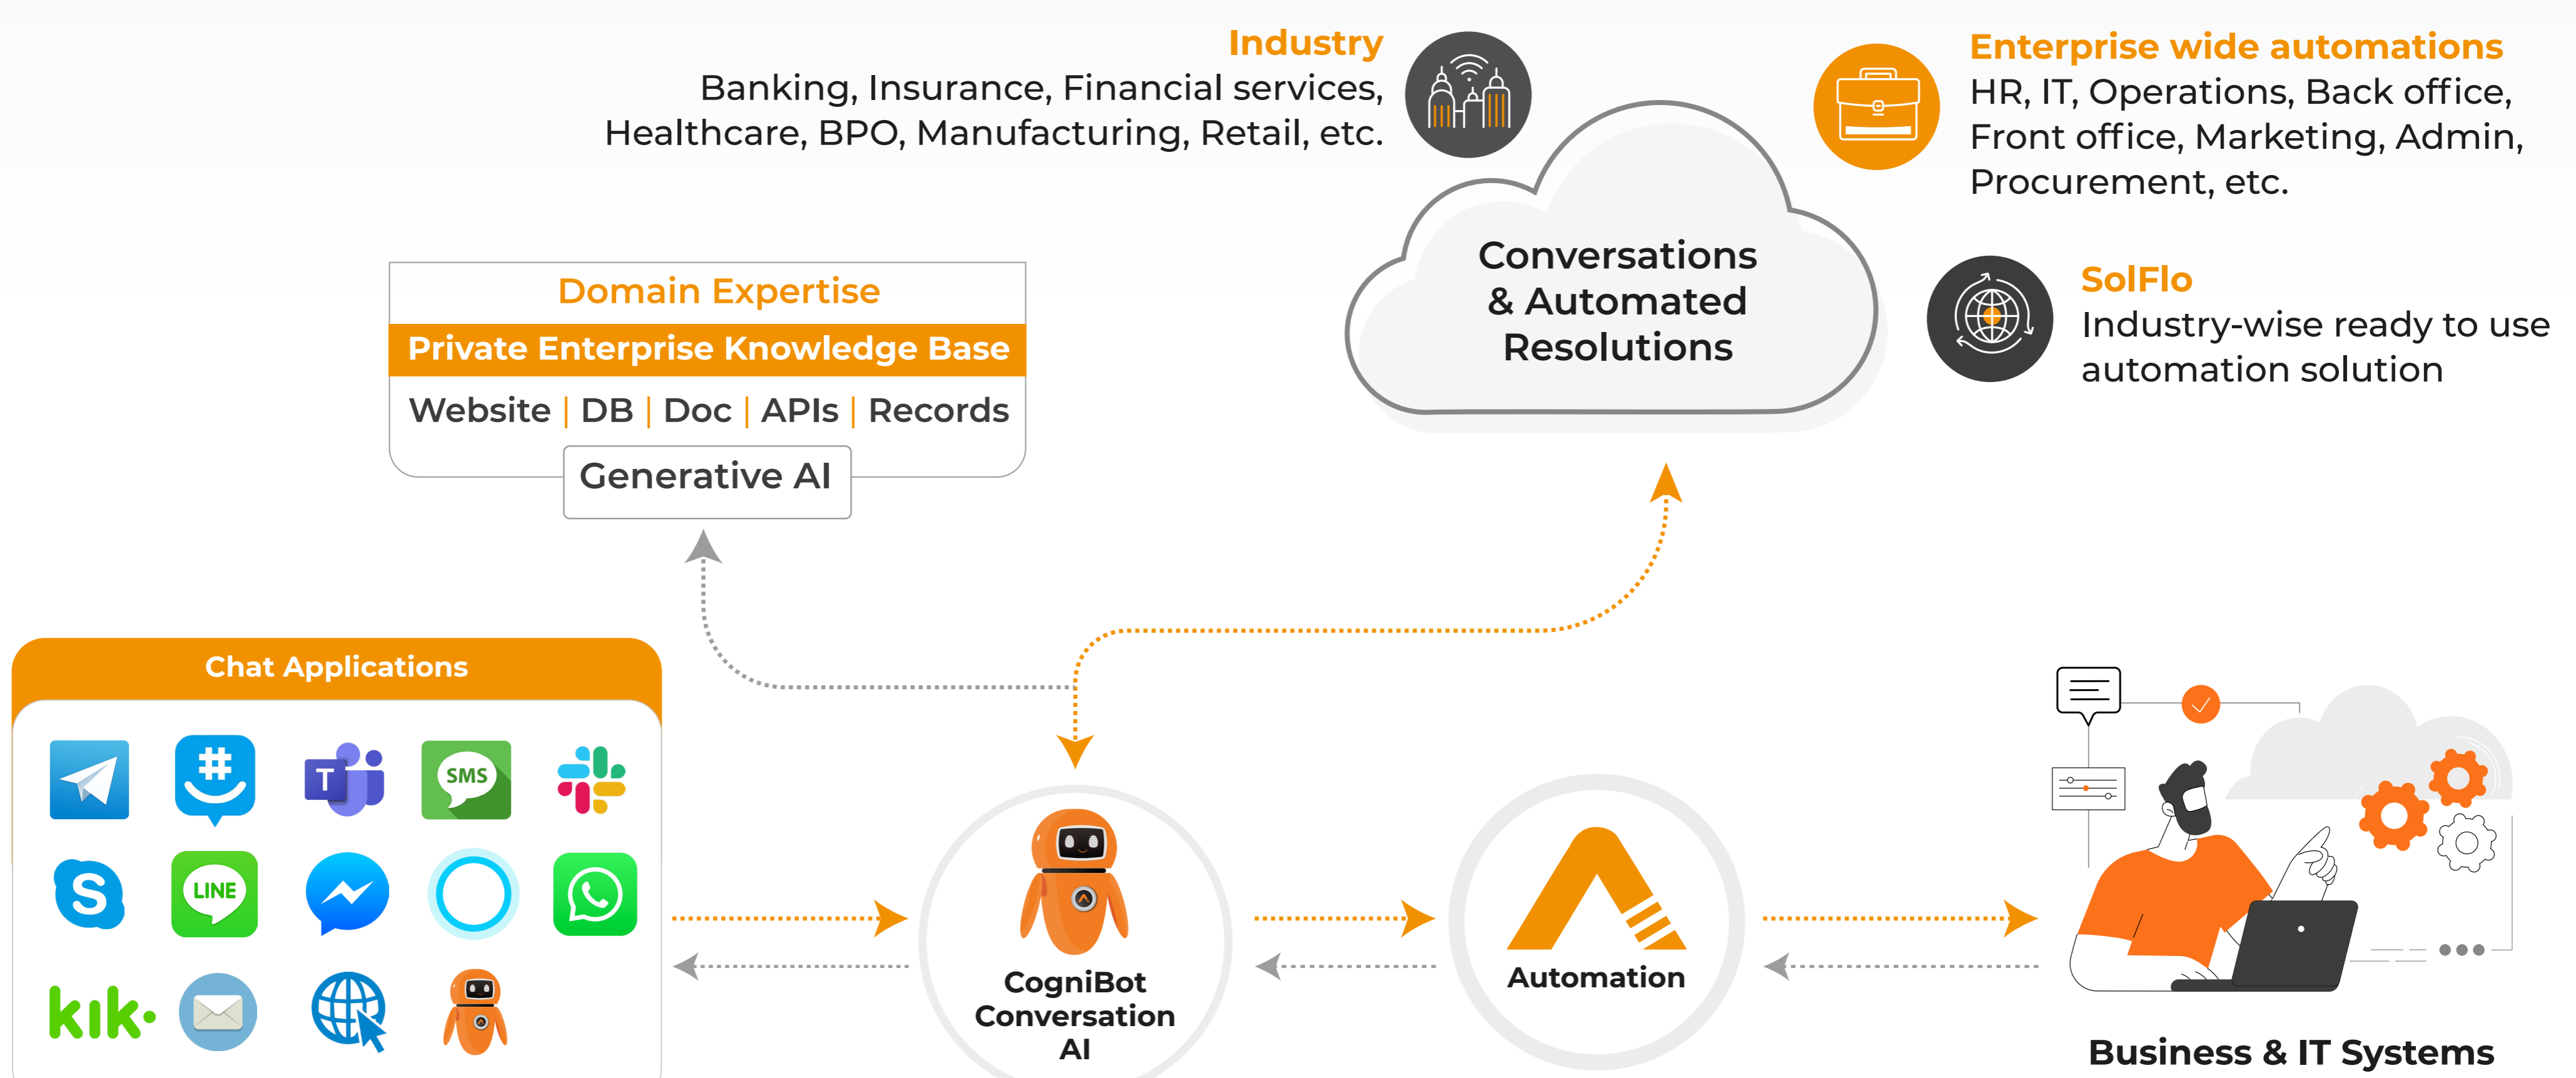 Industry
Banking, Insurance, Financial services,
Healthcare, BPO, Manufacturing, Retail, etc.
Enterprise wide automations
HR, IT, Operations, Back office,
Front office, Marketing, Admin,
Procurement, etc.
Conversations
& Automated
Resolutions
SolFlo
Industry-wise ready to use
automation solution
Domain Expertise
Private Enterprise Knowledge Base
Website | DB | Doc | APIs | Records
Generative AI
Chat Applications
#
T
SMS
S
LINE
kik·
CogniBot
Conversation
AI
Automation
Business & IT Systems